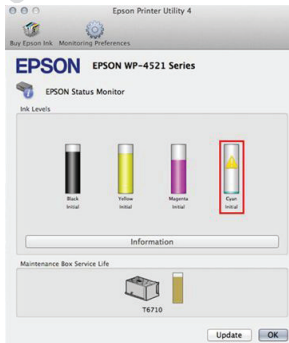 Epson Printer Utility 4
Buy Epson Ink Monitoring Preferences
EPSON EPSON WP-4521 Series
EPSON Status Monitor
Ink Levels
Black Yellow Magenta Cyan
Initial Initial Initial Initial
Information
Maintenance Box Service Life
T6710
Update OK